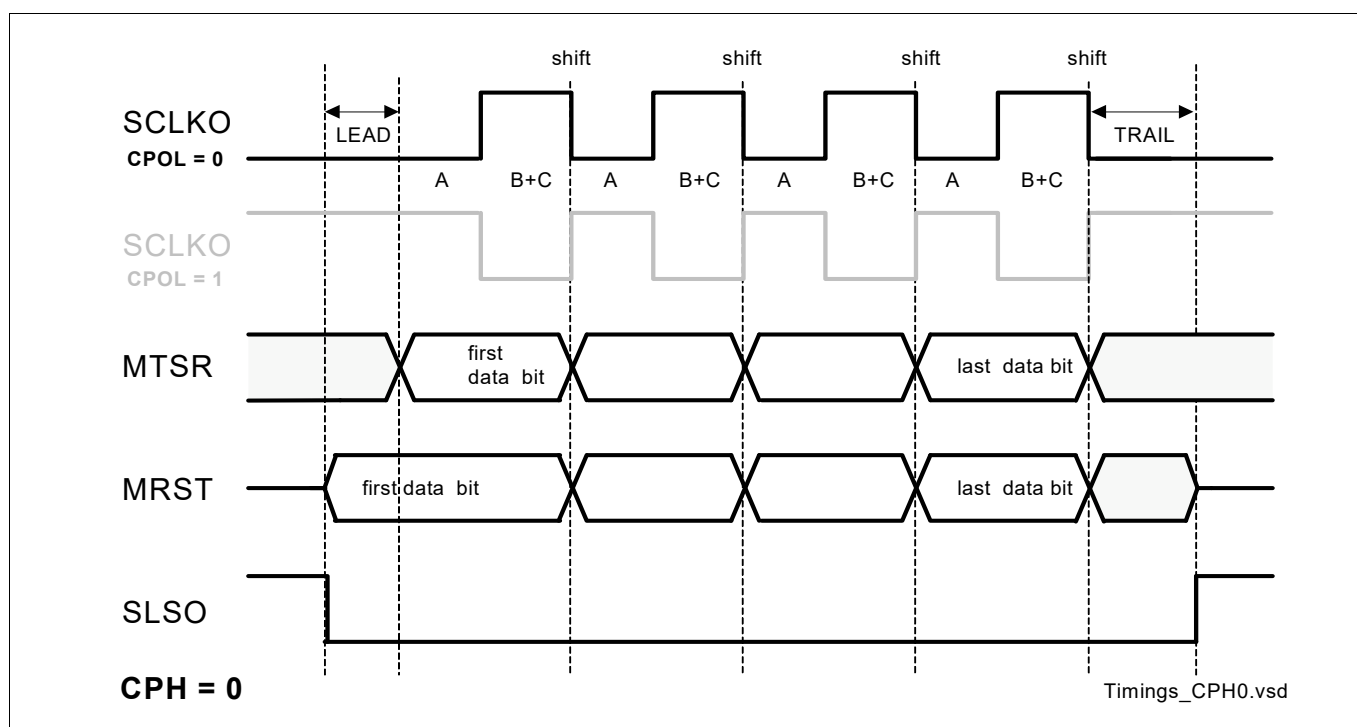 shift shift shift shift
SCLKO
CPOL = 0
LEAD
TRAIL
A B+C A B+C A B+C A B+C
SCLKO
CPOL = 1
MTSR
first
data bit
last data bit
MRST
first data bit
last data bit
SLSO
CPH = 0
Timings_CPH0.vsd